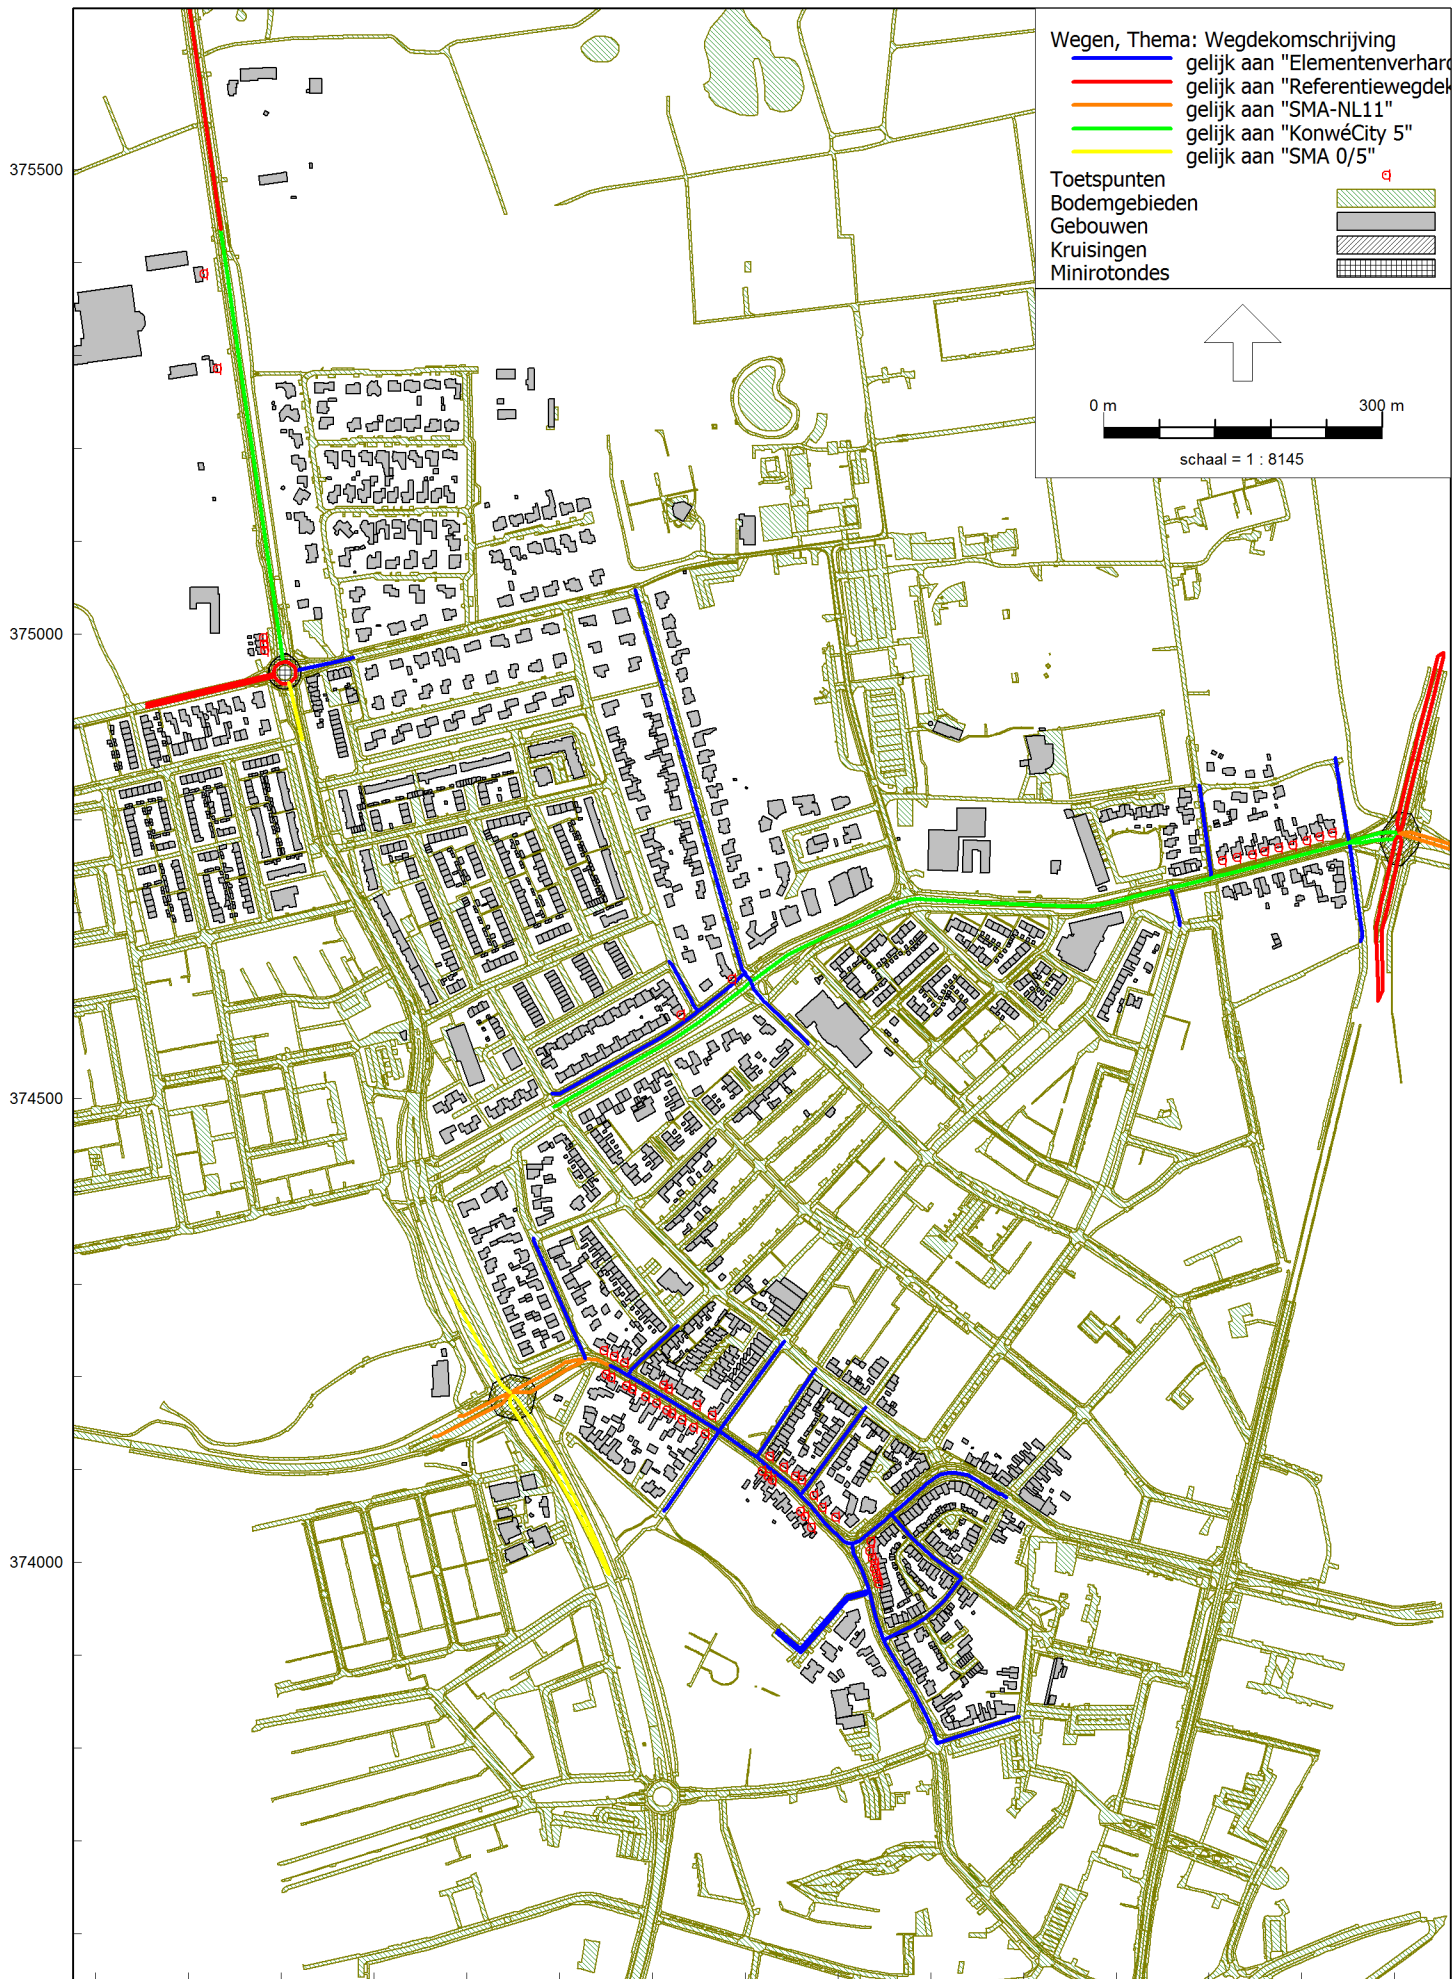 Wegen, Thema: Wegdekomschrijving
gelijk aan "Elementenverhard
gelijk aan "Referentiewegdek
gelijk aan "SMA-NL11"
gelijk aan "KonwéCity 5"
gelijk aan "SMA 0/5"
Toetspunten
Bodemgebieden
Gebouwen
Kruisingen
Minirotondes
0 m 300 m
schaal = 1 : 8145
375500
375000
374500
374000